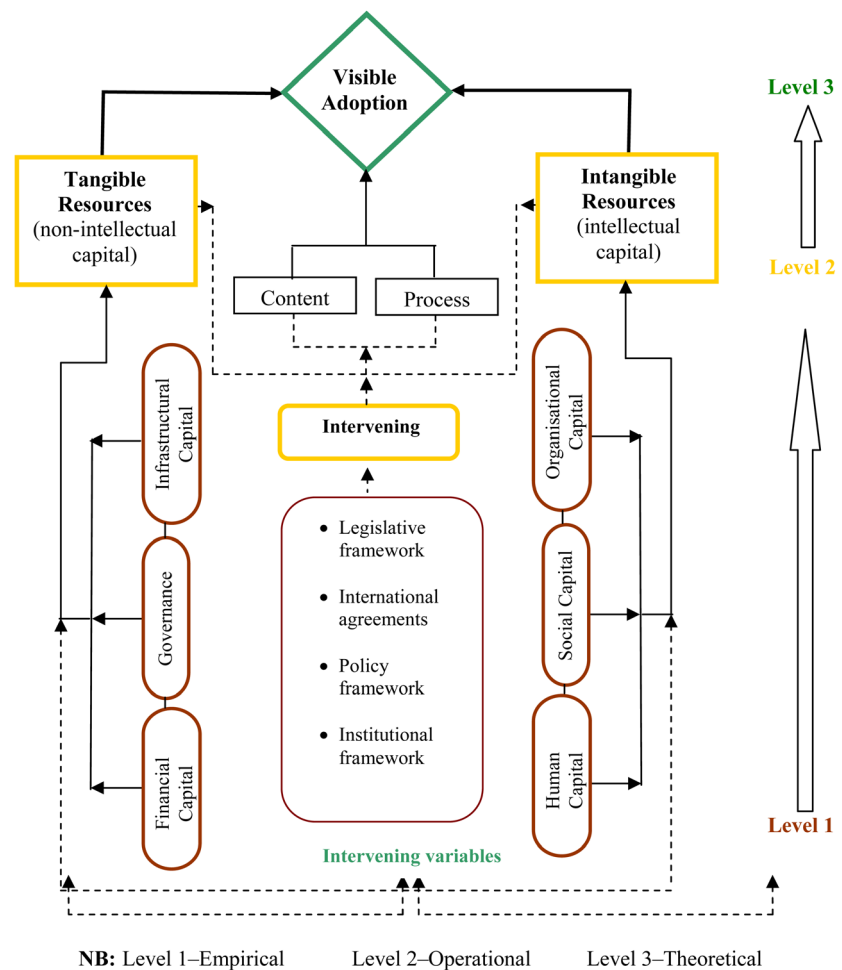 Visible
Adoption
Level 3
Tangible
Resources
(non-intellectual
capital)
Intangible
Resources
(intellectual
capital)
Level 2
Content
Process
Infrastructural
Capital
Governance
Financial
Capital
Intervening
• Legislative
framework
• International
agreements
• Policy
framework
• Institutional
framework
Organisational
Capital
Social Capital
Human
Capital
Level 1
Intervening variables
NB: Level 1–Empirical Level 2–Operational Level 3–Theoretical